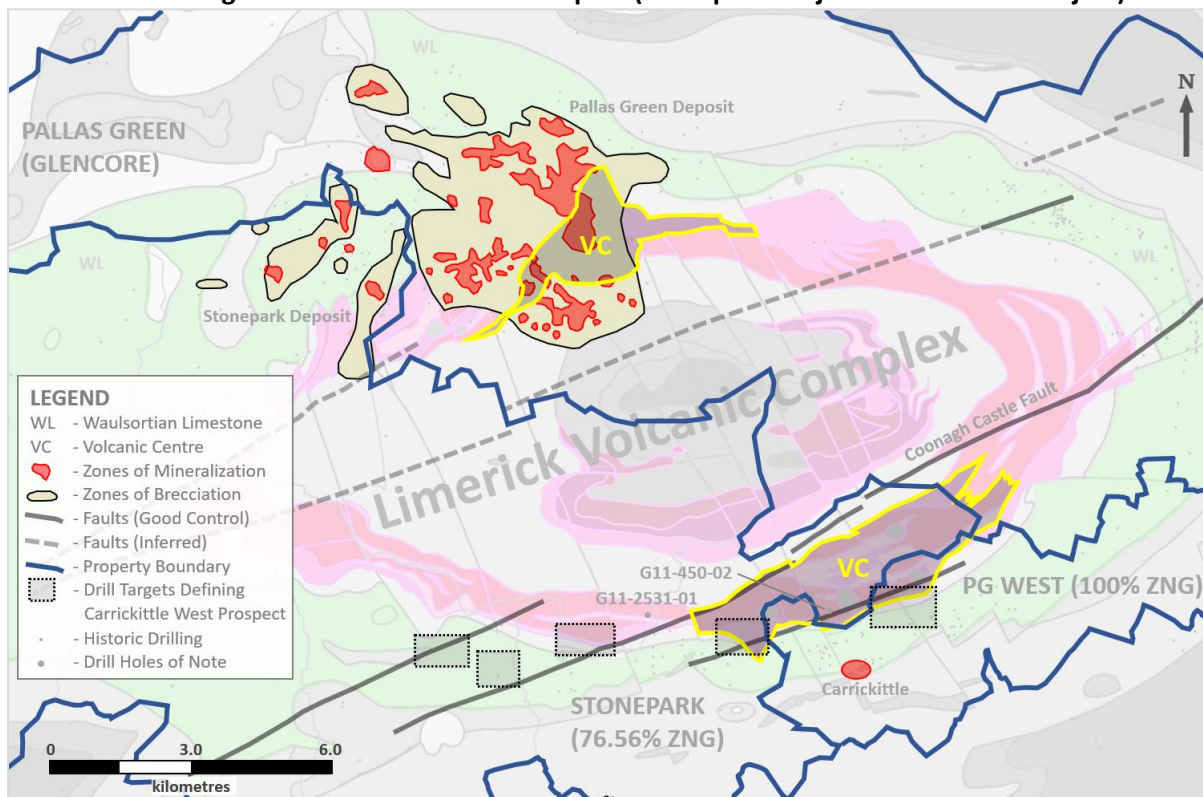 WL
N
Pallas Green Deposit
PALLAS GREEN
(GLENCORE)
VC
WL
WL
Stonepark Deposit
Limerick Volcanic Complex
Coonagh Castle Fault
LEGEND
WL - Waulsortian Limestone
VC - Volcanic Centre
- Zones of Mineralization
- Zones of Brecciation
- Faults (Good Control)
- Faults (Inferred)
- Property Boundary
- Drill Targets Defining
Carrickittle West Prospect
- Historic Drilling
- Drill Holes of Note
G11-450-02
VC
G11-2531-01
PG WEST (100% ZNG)
Carrickittle
STONEPARK
(76.56% ZNG)
0 3.0 6.0
kilometres